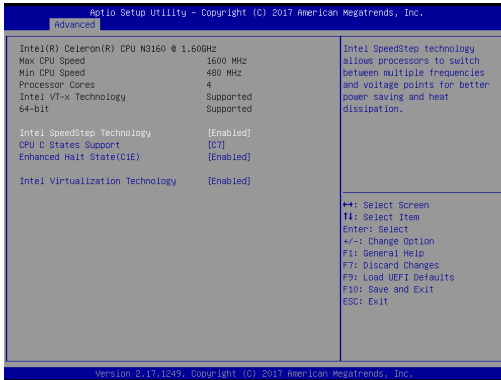 Aptio Setup Utility – Copyright (C) 2017 American Megatrends, Inc.
Advanced
Intel(R) Celeron(R) CPU N3160 @ 1.60GHz
Max CPU Speed 1600 MHz
Min CPU Speed 480 MHz
Processor Cores 4
Intel VT-x Technology Supported
64-bit Supported
Intel SpeedStep Technology [Enabled]
CPU C States Support [C7]
Enhanced Halt State(C1E) [Enabled]
Intel Virtualization Technology [Enabled]
Intel SpeedStep technology
allows processors to switch
between multiple frequencies
and voltage points for better
power saving and heat
dissipation.
↔: Select Screen
↑↓: Select Item
Enter: Select
+/-: Change Option
F1: General Help
F7: Discard Changes
F9: Load UEFI Defaults
F10: Save and Exit
ESC: Exit
Version 2.17.1249. Copyright (C) 2017 American Megatrends, Inc.